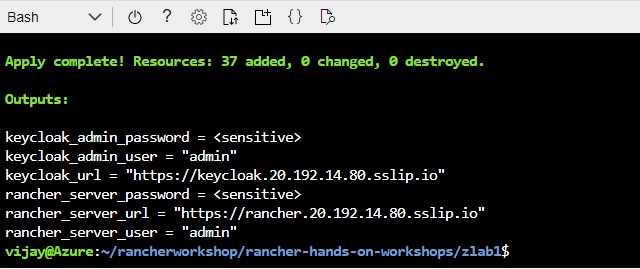 Bash
?
{}
Apply complete! Resources: 37 added, 0 changed, 0 destroyed.
Outputs:
keycloak_admin_password = <sensitive>
keycloak_admin_user = "admin"
keycloak_url = "https://keycloak.20.192.14.80.sslip.io"
rancher_server_password = <sensitive>
rancher_server_url = "https://rancher.20.192.14.80.sslip.io"
rancher_server_user = "admin"
vijay@Azure:~/rancherworkshop/rancher-hands-on-workshops/zlab1$